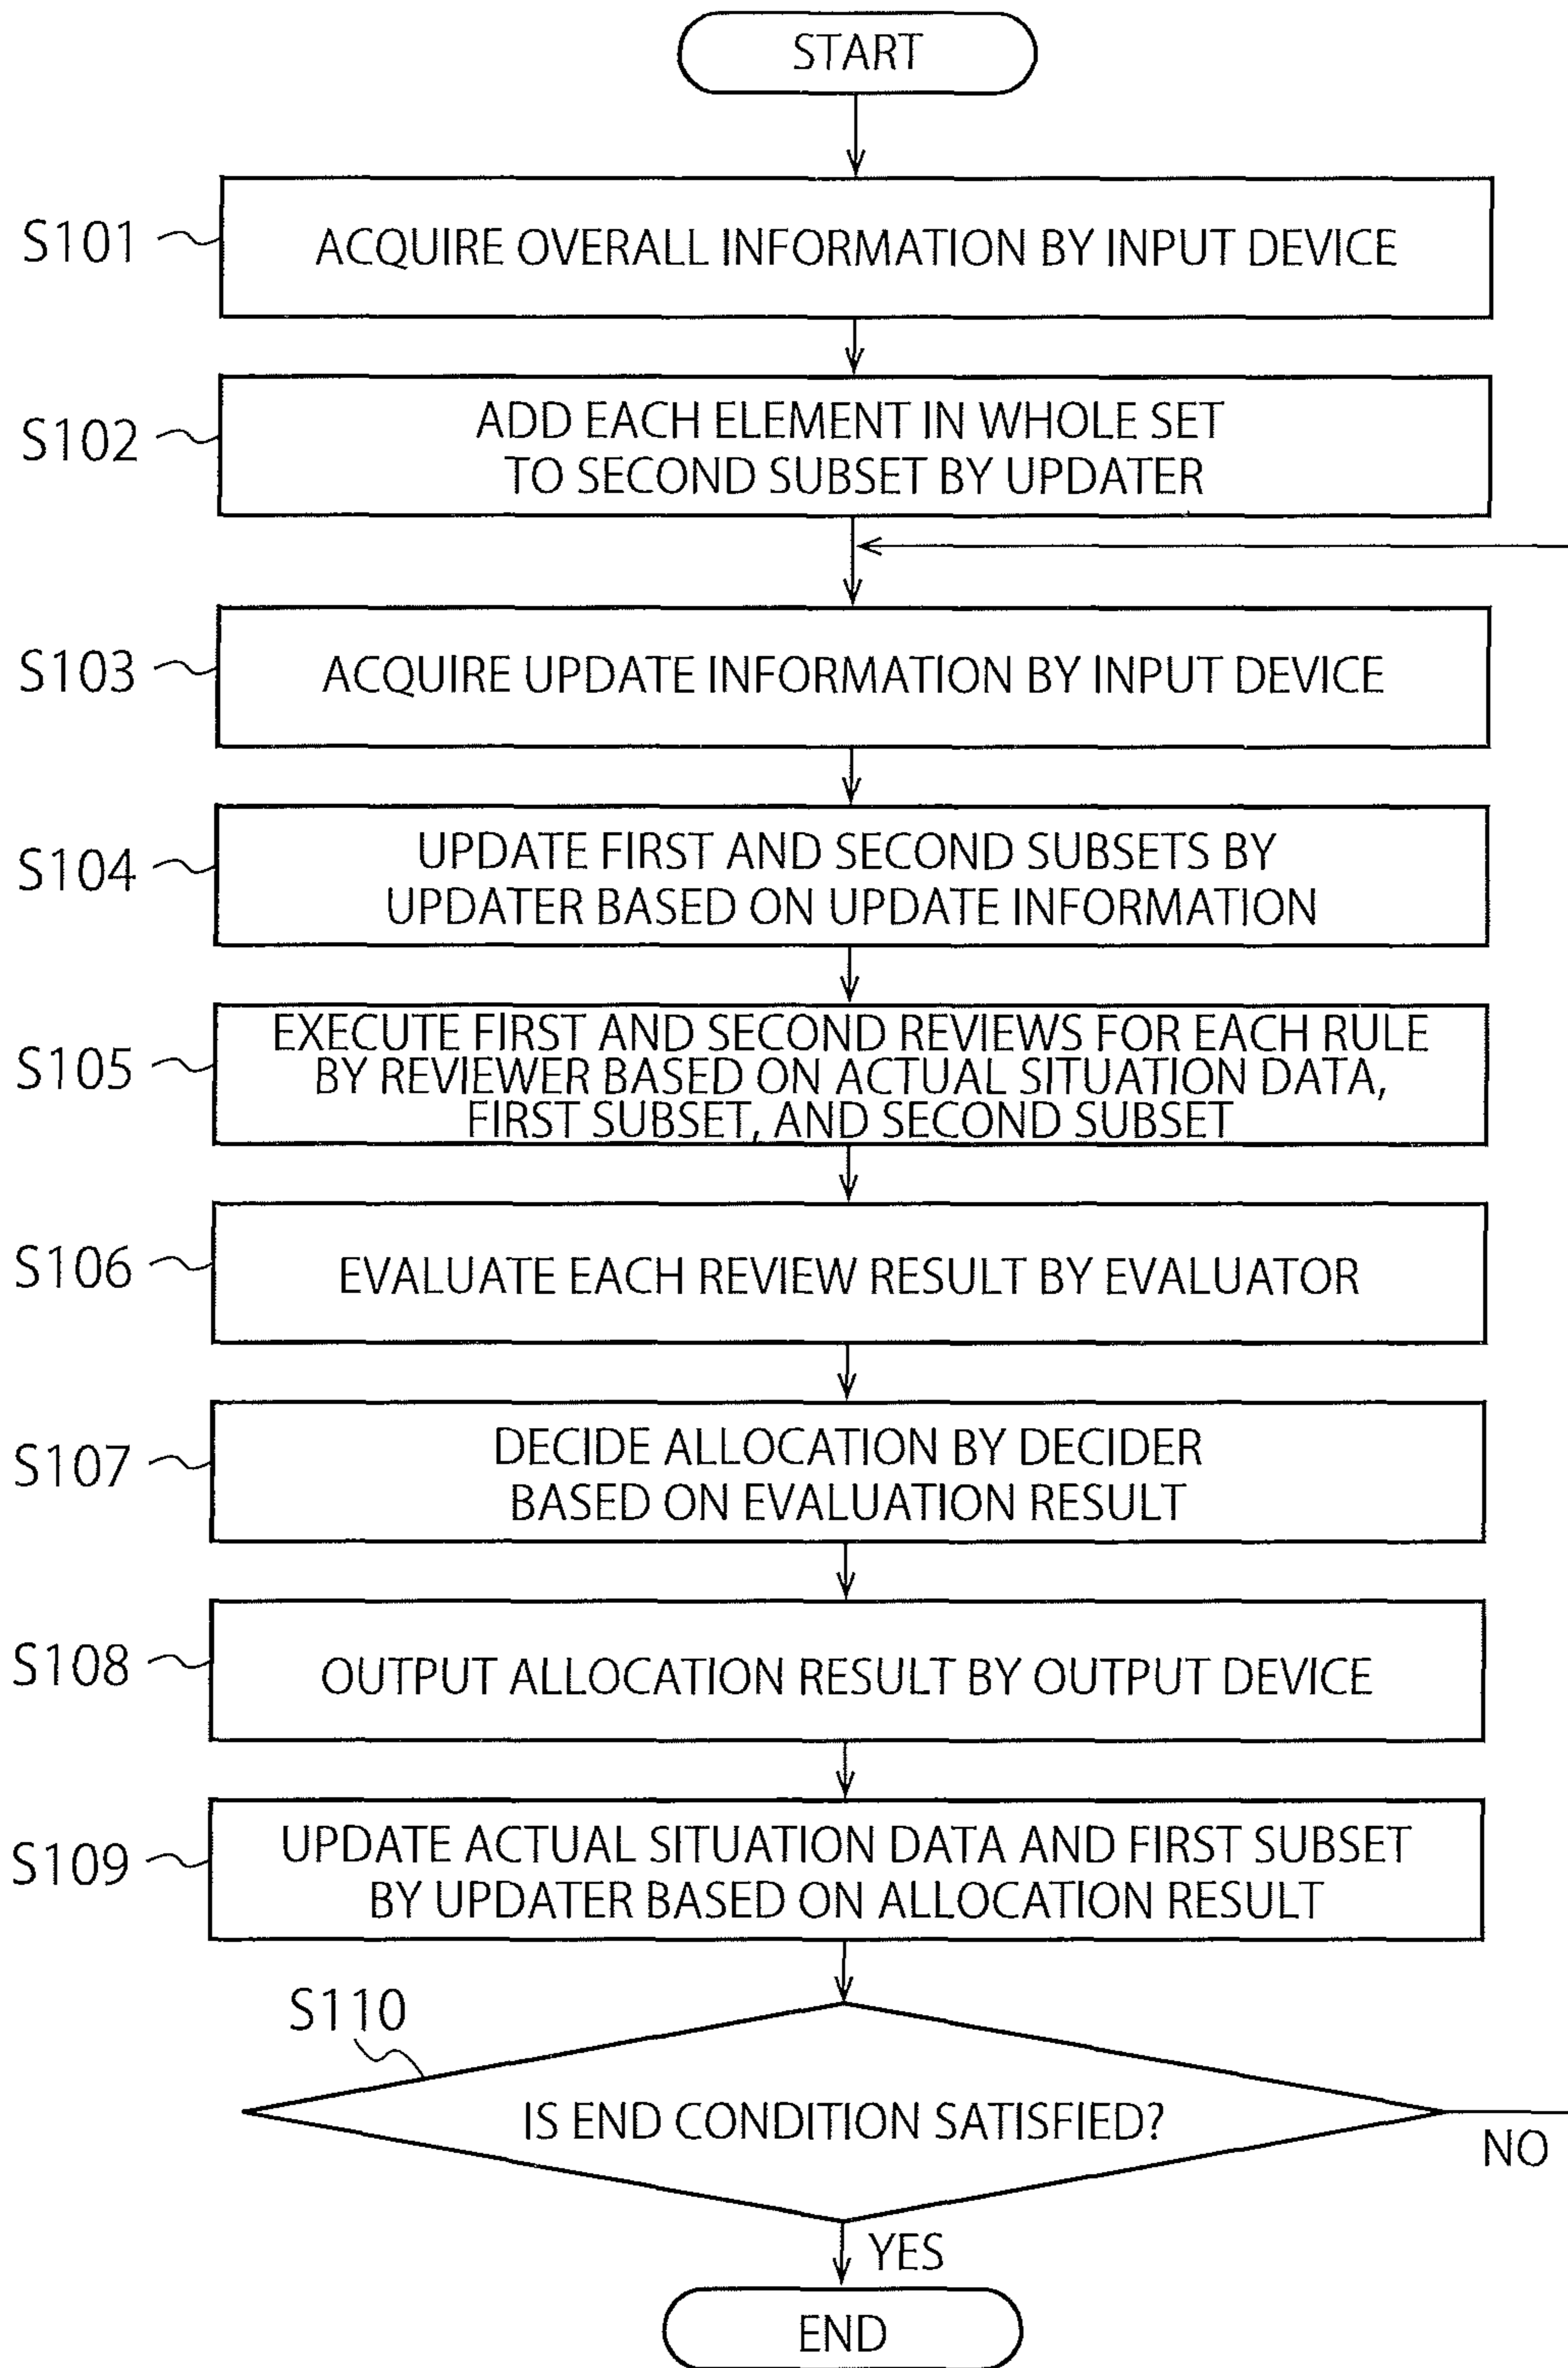 START
S101
ACQUIRE OVERALL INFORMATION BY INPUT DEVICE
S102
ADD EACH ELEMENT IN WHOLE SET
TO SECOND SUBSET BY UPDATER
S103
ACQUIRE UPDATE INFORMATION BY INPUT DEVICE
S104
UPDATE FIRST AND SECOND SUBSETS BY
UPDATER BASED ON UPDATE INFORMATION
S105
EXECUTE FIRST AND SECOND REVIEWS FOR EACH RULE
BY REVIEWER BASED ON ACTUAL SITUATION DATA,
FIRST SUBSET, AND SECOND SUBSET
S106
EVALUATE EACH REVIEW RESULT BY EVALUATOR
S107
DECIDE ALLOCATION BY DECIDER
BASED ON EVALUATION RESULT
S108
OUTPUT ALLOCATION RESULT BY OUTPUT DEVICE
S109
UPDATE ACTUAL SITUATION DATA AND FIRST SUBSET
BY UPDATER BASED ON ALLOCATION RESULT
S110
IS END CONDITION SATISFIED?
NO
YES
END